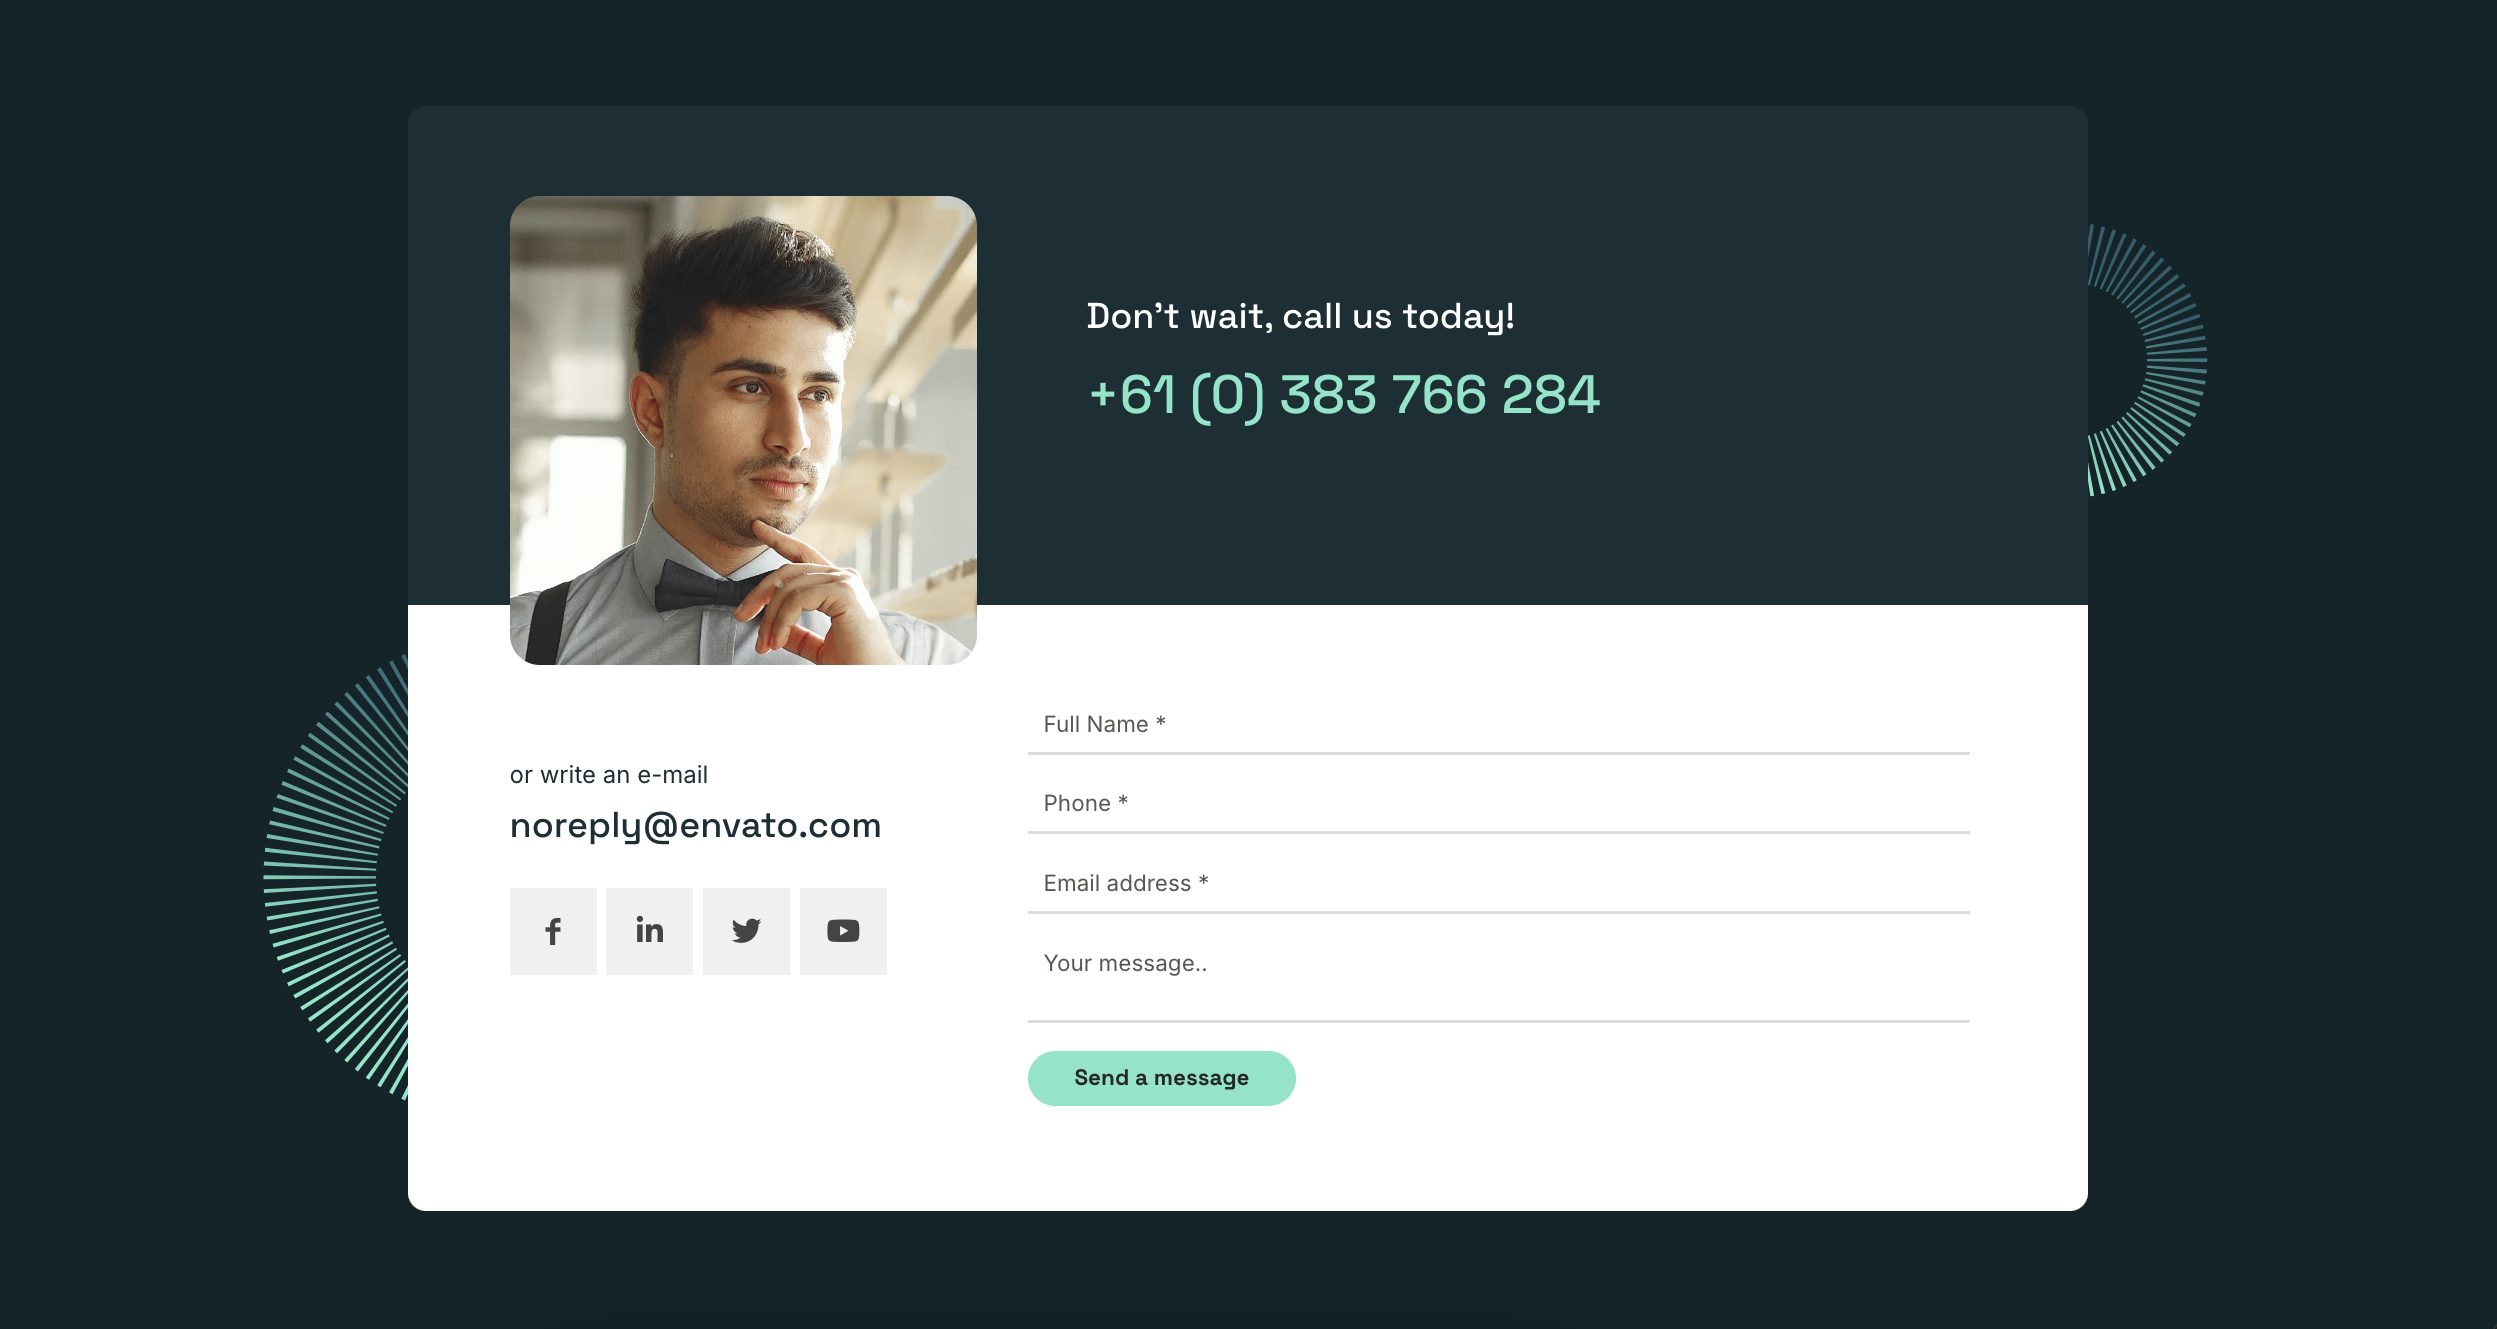 Don't wait, call us today!
+61 (0) 383 766 284
or write an e-mail
noreply@envato.com
Full Name *
Phone *
Email address *
Your message..
Send a message